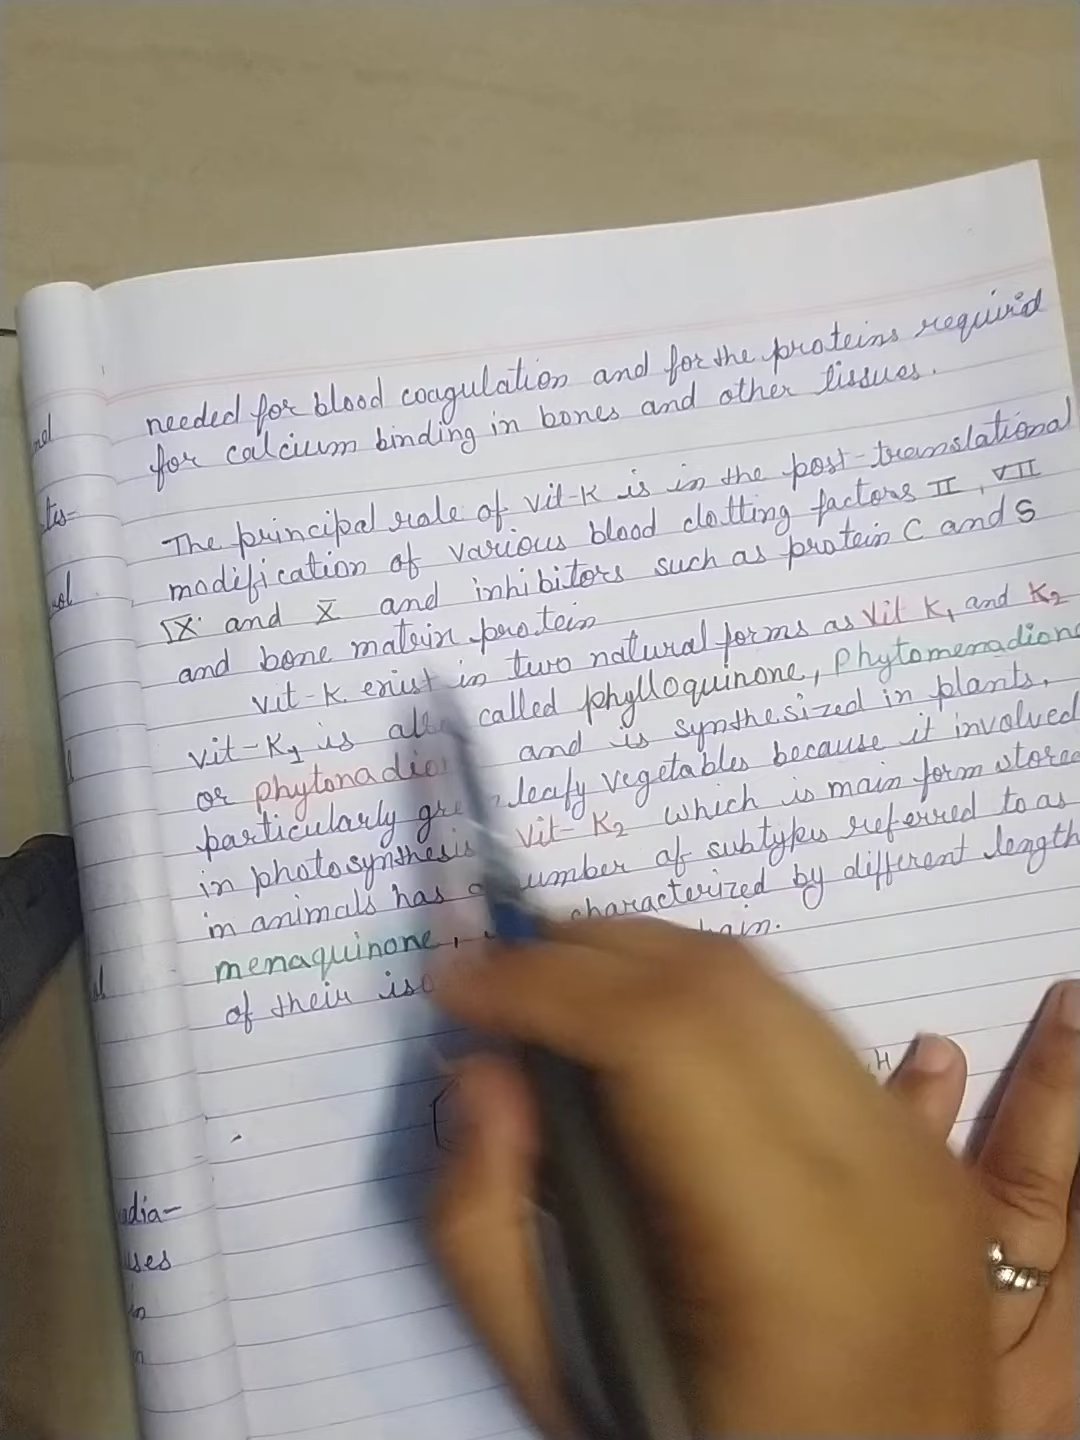 needed for blood coagulation and for the proteins required
for calcium binding in bones and other tissues.
The principal role of vit-K is in the post-translational
modification of various blood clotting factors II, VII
IX and X and inhibitors such as protein C and S
and bone matrin protein
vit-K exist in two natural forms as Vit K1 and K2
vit-K1 is called phylloquinone, Phytomenadione
or and is synthesized in plants,
particularly leafy vegetables because it involved
in photosynthesis vit-K2 which is main form stored
in animals has of subtypes referred to as
menaquinone, characterized by different length
of their
H